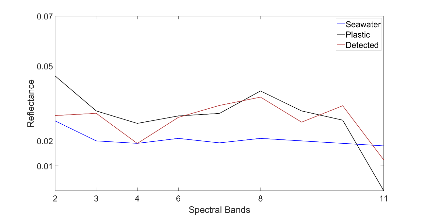 0.07
Seawater
Plastic
Detected
0.05
Reflectance
0.02
0.01
2 3 4 6 8 11
Spectral Bands